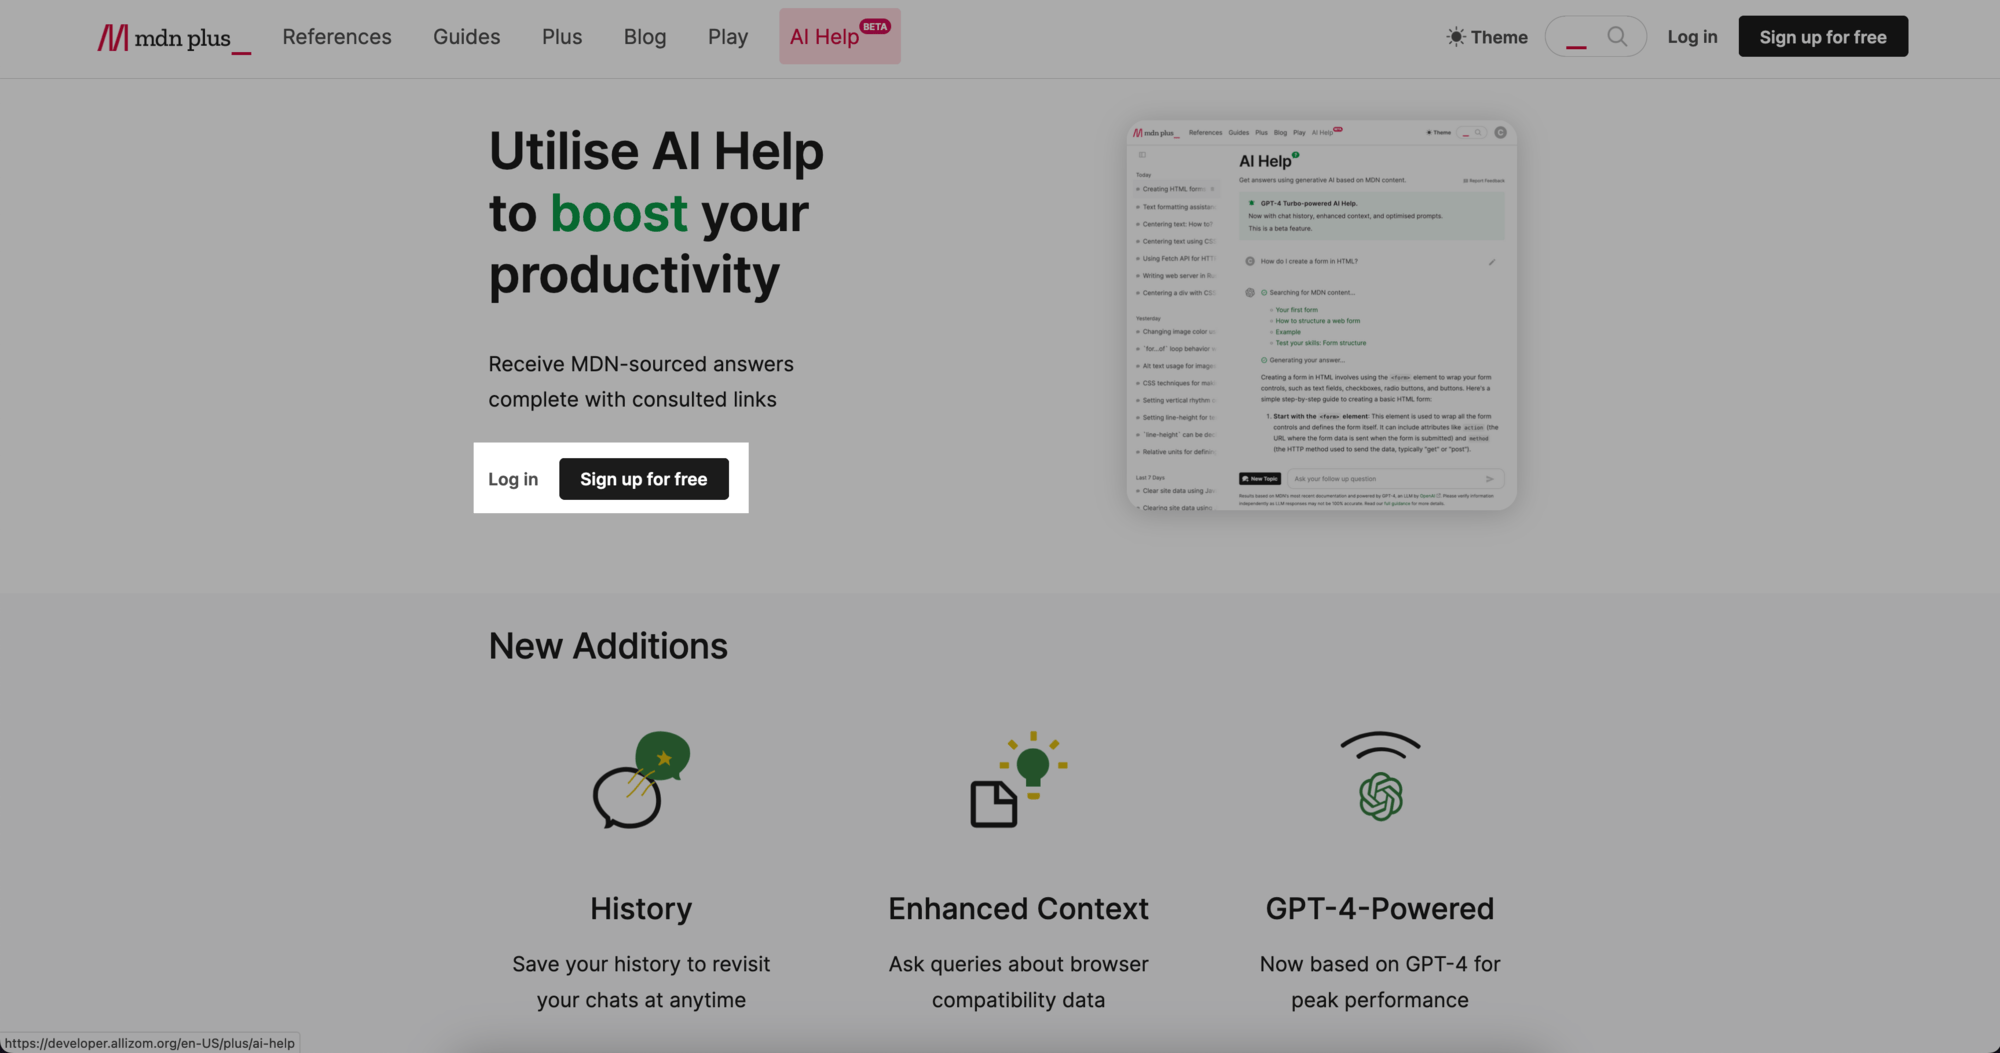 mdn plus_
References
Guides
Plus
Blog
Play
AI Help BETA
Theme
Log in
Sign up for free
Utilise AI Help
to boost your
productivity
Receive MDN-sourced answers
complete with consulted links
Log in
Sign up for free
mdn plus_
References
Guides
Plus
Blog
Play
AI Help
Theme
C
Today
Creating HTML forms
Text formatting assistan
Centering text: How to?
Centering text using CS
Using Fetch API for HTT
Writing web server in Ru
Centering a div with CSS
Yesterday
Changing image color us
`for...of` loop behavior
Alt text usage for image
CSS techniques for mak
Setting vertical rhythm
Setting line-height for
`line-height` can be
Relative units for defini
Last 7 Days
Clear site data using Jav
Clearing site data using
AI Help
Get answers using generative AI based on MDN content.
Report Feedback
GPT-4 Turbo-powered AI Help.
Now with chat history, enhanced context, and optimised prompts.
This is a beta feature.
C
How do I create a form in HTML?
Searching for MDN content...
Your first form
How to structure a web form
Example
Test your skills: Form structure
Generating your answer...
Creating a form in HTML involves using the <form> element to wrap your form
controls, such as text fields, checkboxes, radio buttons, and buttons. Here's a
simple step-by-step guide to creating a basic HTML form:
1. Start with the <form> element: This element is used to wrap all the form
controls and defines the form itself. It can include attributes like action (the
URL where the form data is sent when the form is submitted) and method
(the HTTP method used to send the data, typically "get" or "post").
New Topic
Ask your follow up question
Results based on MDN's most recent documentation and powered by GPT-4, an LLM by OpenAI. Please verify information
independently as LLM responses may not be 100% accurate. Read our full guidance for more details.
New Additions
History
Save your history to revisit
your chats at anytime
Enhanced Context
Ask queries about browser
compatibility data
GPT-4-Powered
Now based on GPT-4 for
peak performance
https://developer.allizom.org/en-US/plus/ai-help